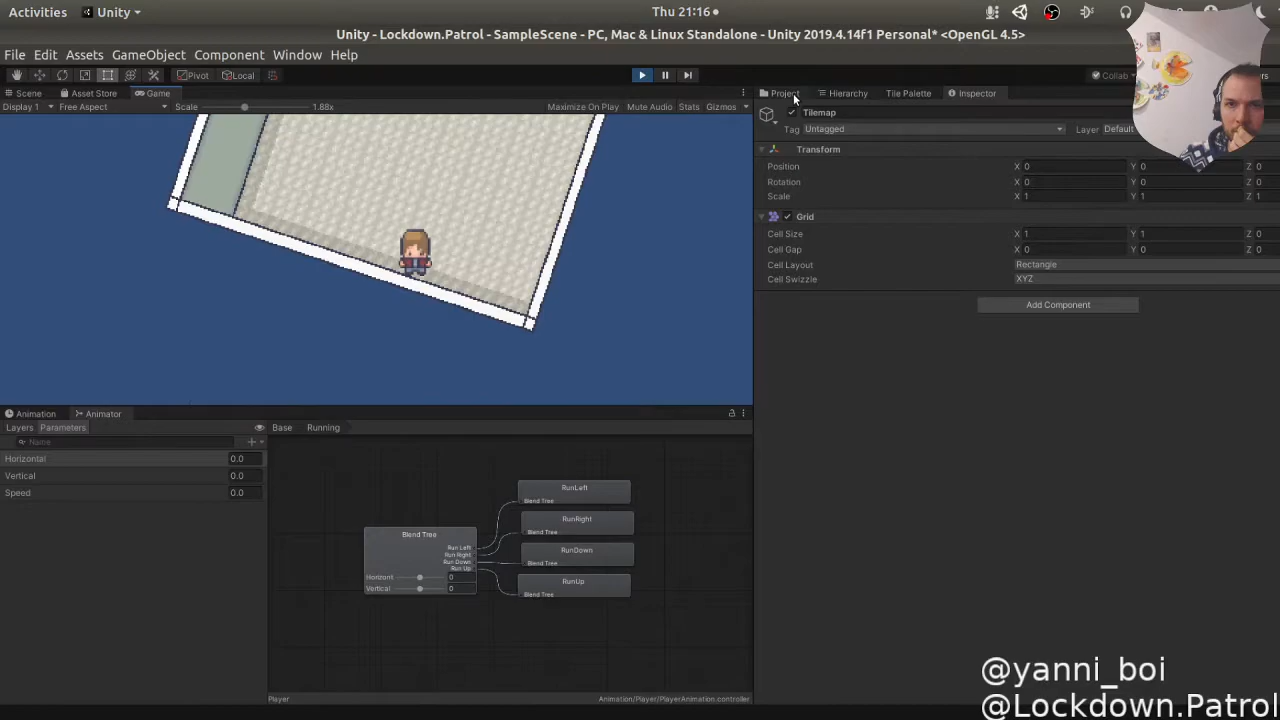 Activities Unity Thu 21:16
Unity - Lockdown.Patrol - SampleScene - PC, Mac & Linux Standalone - Unity 2019.4.14f1 Personal* <OpenGL 4.5>
File Edit Assets GameObject Component Window Help
Pivot Local Collab
Scene Asset Store Game Project Hierarchy Tile Palette Inspector
Display 1 Free Aspect Scale 1.88x Maximize On Play Mute Audio Stats Gizmos
Tilemap
Tag Untagged Layer Default
Transform
Position X 0 Y 0 Z 0
Rotation X 0 Y 0 Z 0
Scale X 1 Y 1 Z 1
Grid
Cell Size X 1 Y 1 Z 0
Cell Gap X 0 Y 0 Z 0
Cell Layout Rectangle
Cell Swizzle XYZ
Add Component
Animation Animator
Layers Parameters Base Running
Name
Horizontal 0.0
Vertical 0.0
Speed 0.0
Blend Tree
Run Left
Run Right
Run Down
Run Up
Horizont 0
Vertical 0
RunLeft
Blend Tree
RunRight
Blend Tree
RunDown
Blend Tree
RunUp
Blend Tree
Player Animation/Player/PlayerAnimation.controller
@yanni_boi
@Lockdown.Patrol